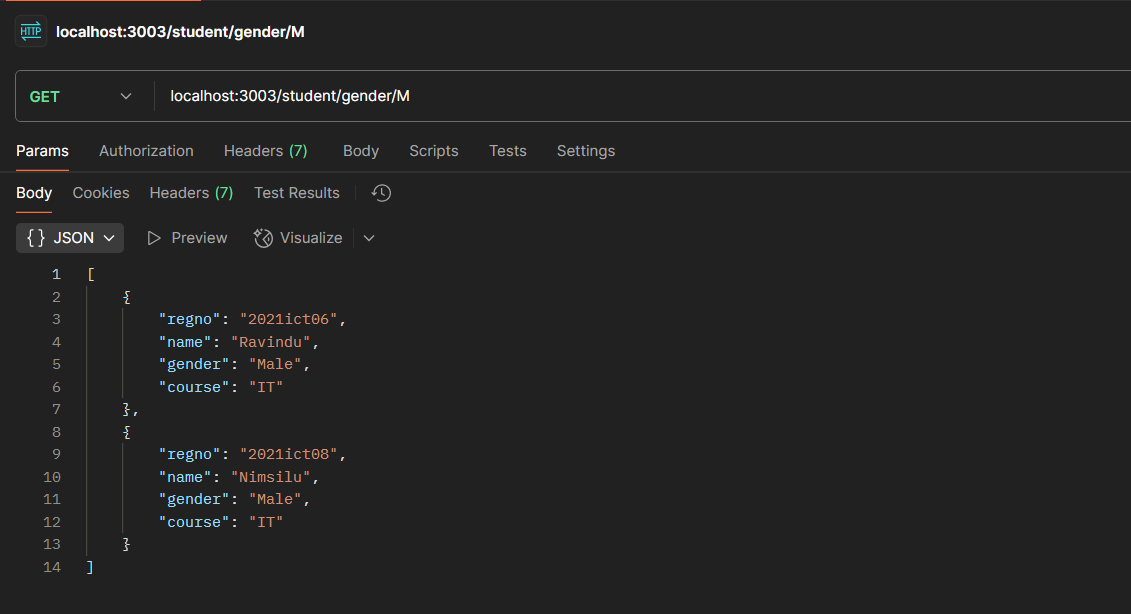 HTTP localhost:3003/student/gender/M
GET localhost:3003/student/gender/M
Params Authorization Headers (7) Body Scripts Tests Settings
Body Cookies Headers (7) Test Results
{} JSON Preview Visualize
1 [
2 {
3 "regno": "2021ict06",
4 "name": "Ravindu",
5 "gender": "Male",
6 "course": "IT"
7 },
8 {
9 "regno": "2021ict08",
10 "name": "Nimsilu",
11 "gender": "Male",
12 "course": "IT"
13 }
14 ]